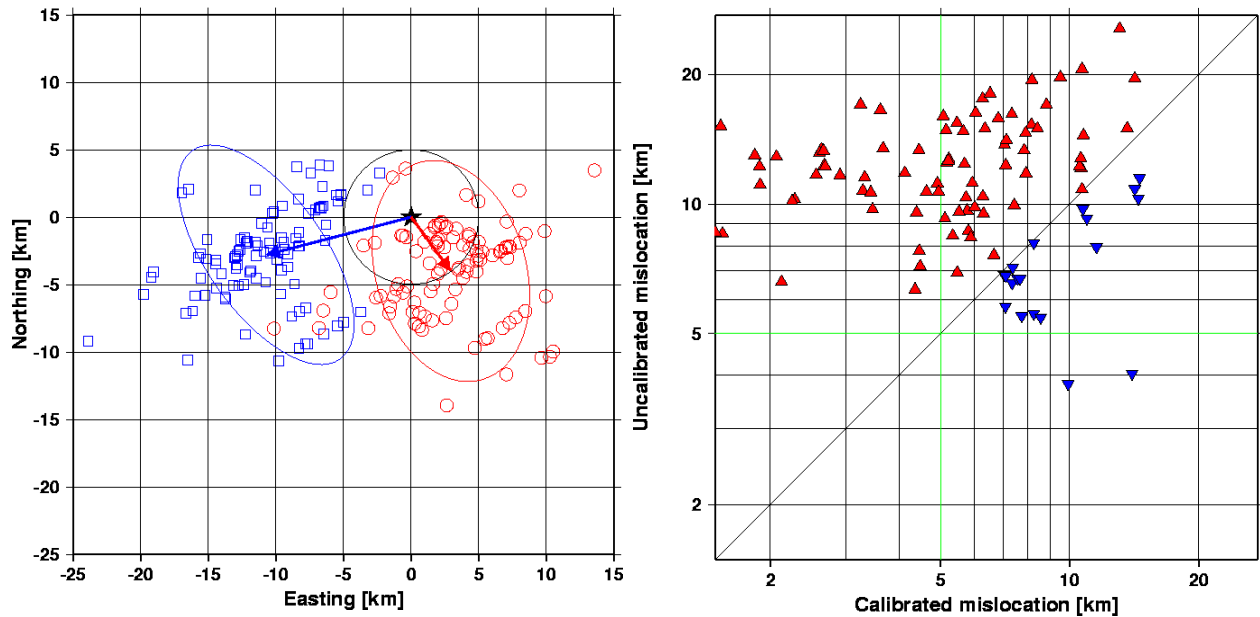 15
10
5
0
-5
-10
-15
-20
-25
-25 -20 -15 -10 -5 0 5 10 15
Easting [km]
Northing [km]
20
10
5
2
2 5 10 20
Calibrated mislocation [km]
Uncalibrated mislocation [km]